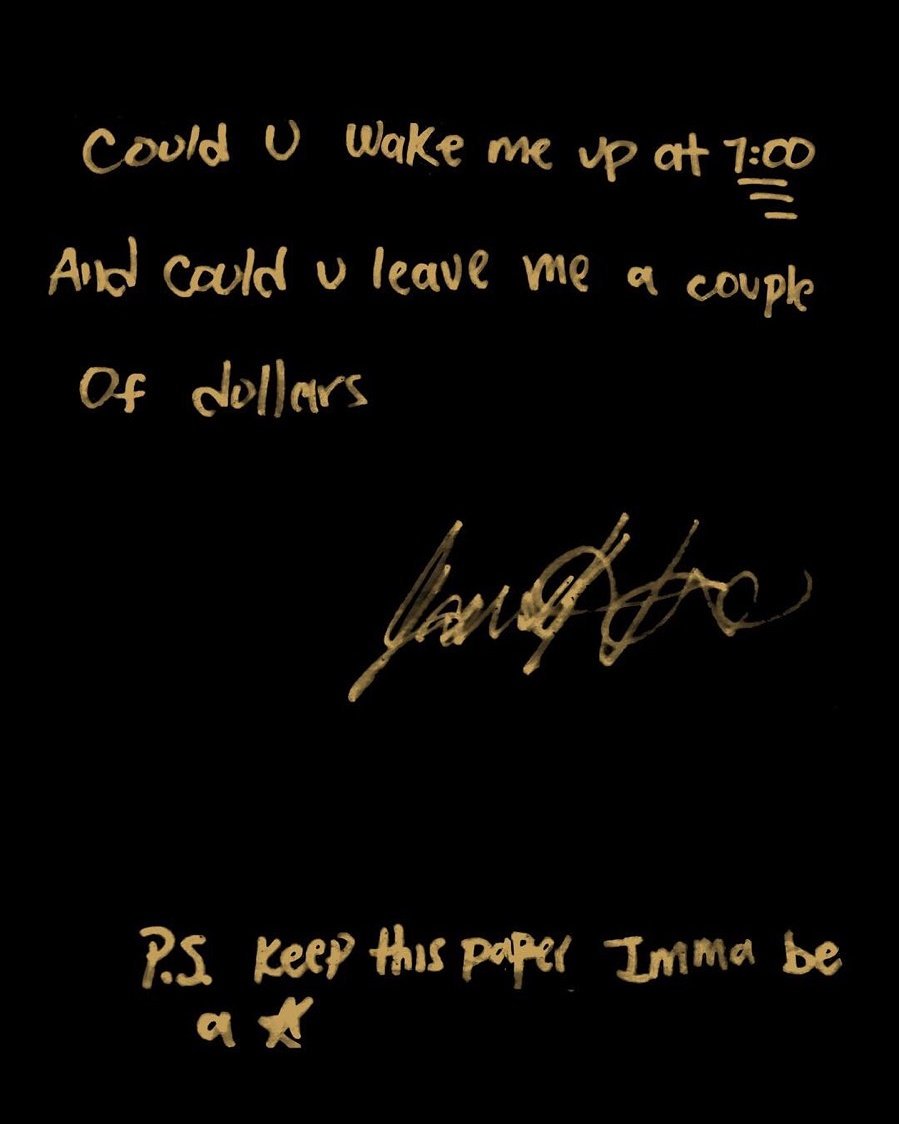 Could U wake me up at 7:00
And Could u leave me a couple
Of dollars
P.S. Keep this paper Imma be
a